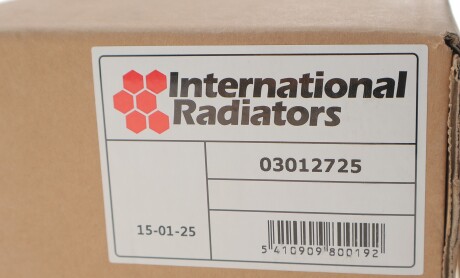 International
Radiators
03012725
15-01-25
5 410909 800192